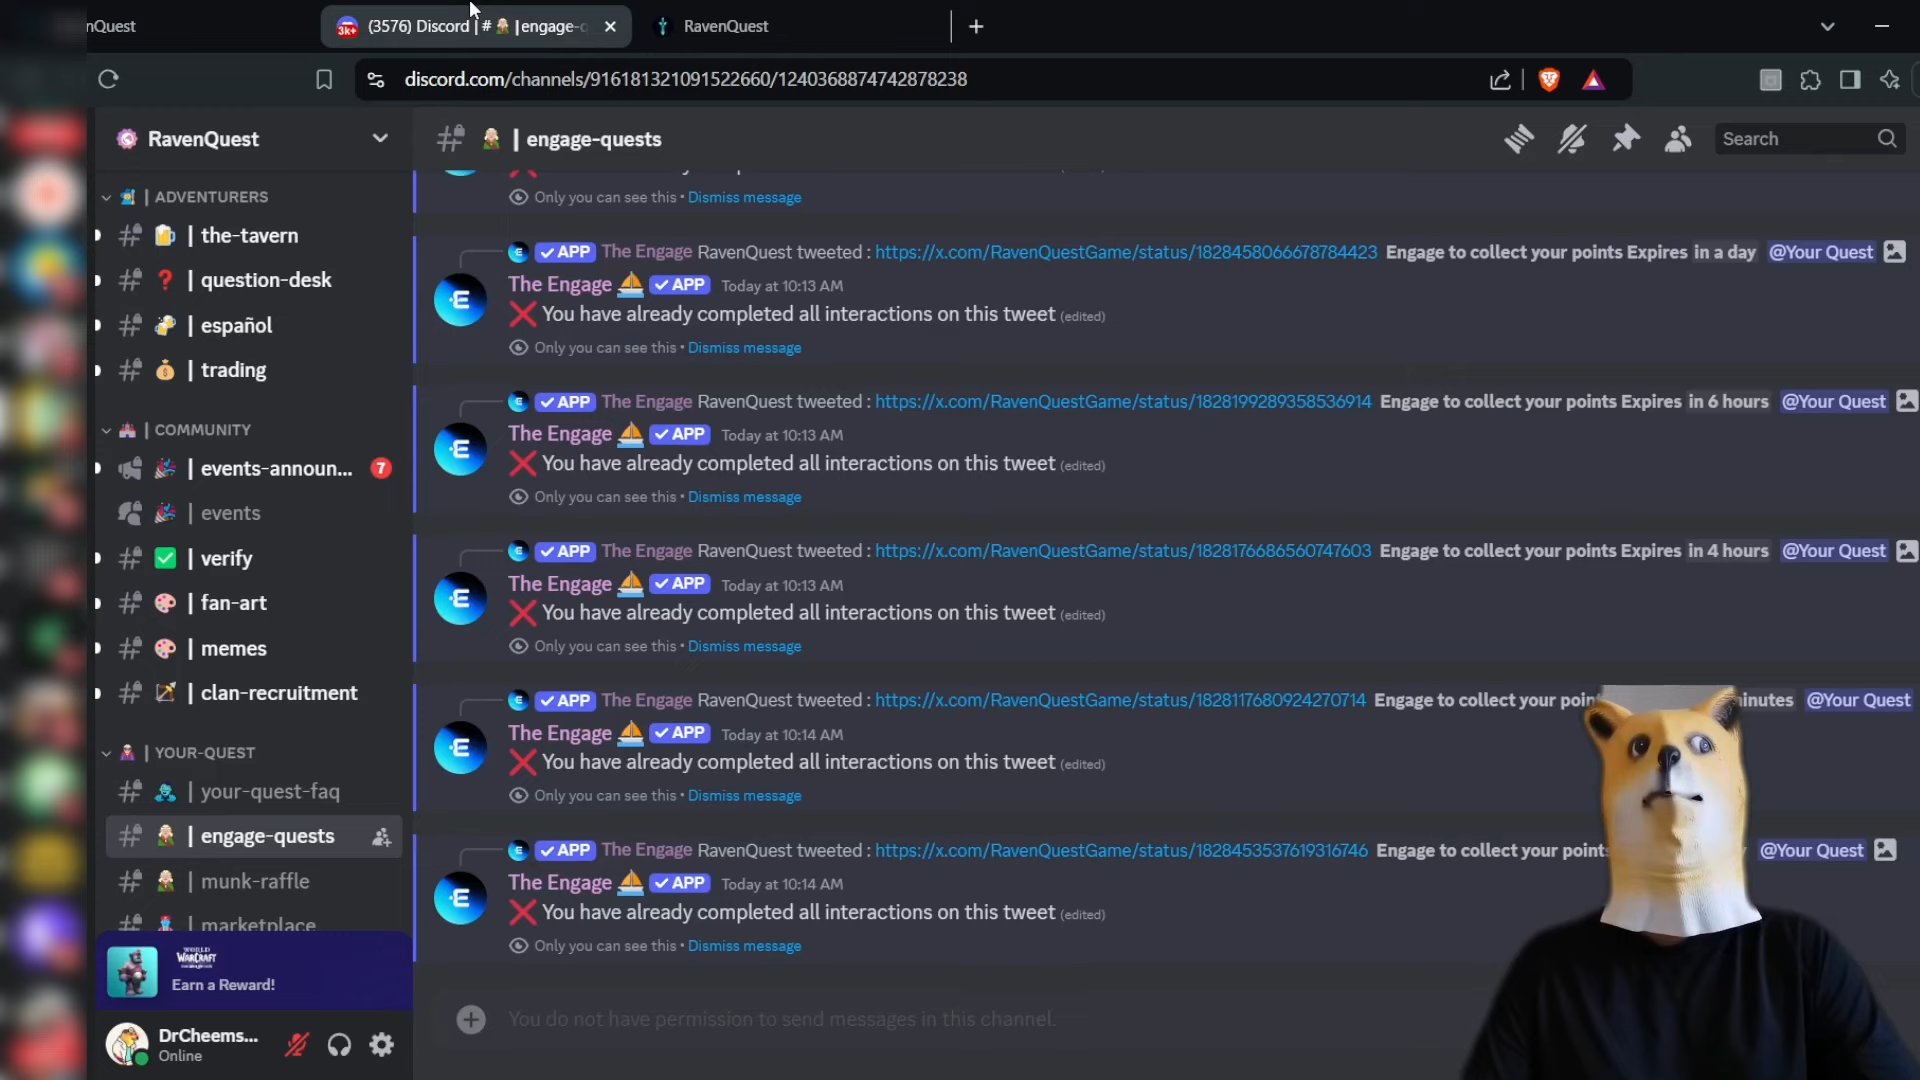 nQuest
(3576) Discord | # | engage-q
RavenQuest
3k+
discord.com/channels/916181321091522660/1240368874742878238
RavenQuest
| engage-quests
Search
| ADVENTURERS
| the-tavern
| question-desk
| español
| trading
| COMMUNITY
| events-announ... 7
| events
| verify
| fan-art
| memes
| clan-recruitment
| YOUR-QUEST
| your-quest-faq
| engage-quests
| munk-raffle
| marketplace
WORLD WARCRAFT
Earn a Reward!
DrCheems...
Online
Only you can see this • Dismiss message
APP The Engage RavenQuest tweeted : https://x.com/RavenQuestGame/status/1828458066678784423 Engage to collect your points Expires in a day @Your Quest
The Engage APP Today at 10:13 AM
You have already completed all interactions on this tweet (edited)
Only you can see this • Dismiss message
APP The Engage RavenQuest tweeted : https://x.com/RavenQuestGame/status/1828199289358536914 Engage to collect your points Expires in 6 hours @Your Quest
The Engage APP Today at 10:13 AM
You have already completed all interactions on this tweet (edited)
Only you can see this • Dismiss message
APP The Engage RavenQuest tweeted : https://x.com/RavenQuestGame/status/1828176686560747603 Engage to collect your points Expires in 4 hours @Your Quest
The Engage APP Today at 10:13 AM
You have already completed all interactions on this tweet (edited)
Only you can see this • Dismiss message
APP The Engage RavenQuest tweeted : https://x.com/RavenQuestGame/status/1828117680924270714 Engage to collect your poin inutes @Your Quest
The Engage APP Today at 10:14 AM
You have already completed all interactions on this tweet (edited)
Only you can see this • Dismiss message
APP The Engage RavenQuest tweeted : https://x.com/RavenQuestGame/status/1828453537619316746 Engage to collect your points @Your Quest
The Engage APP Today at 10:14 AM
You have already completed all interactions on this tweet (edited)
Only you can see this • Dismiss message
You do not have permission to send messages in this channel.